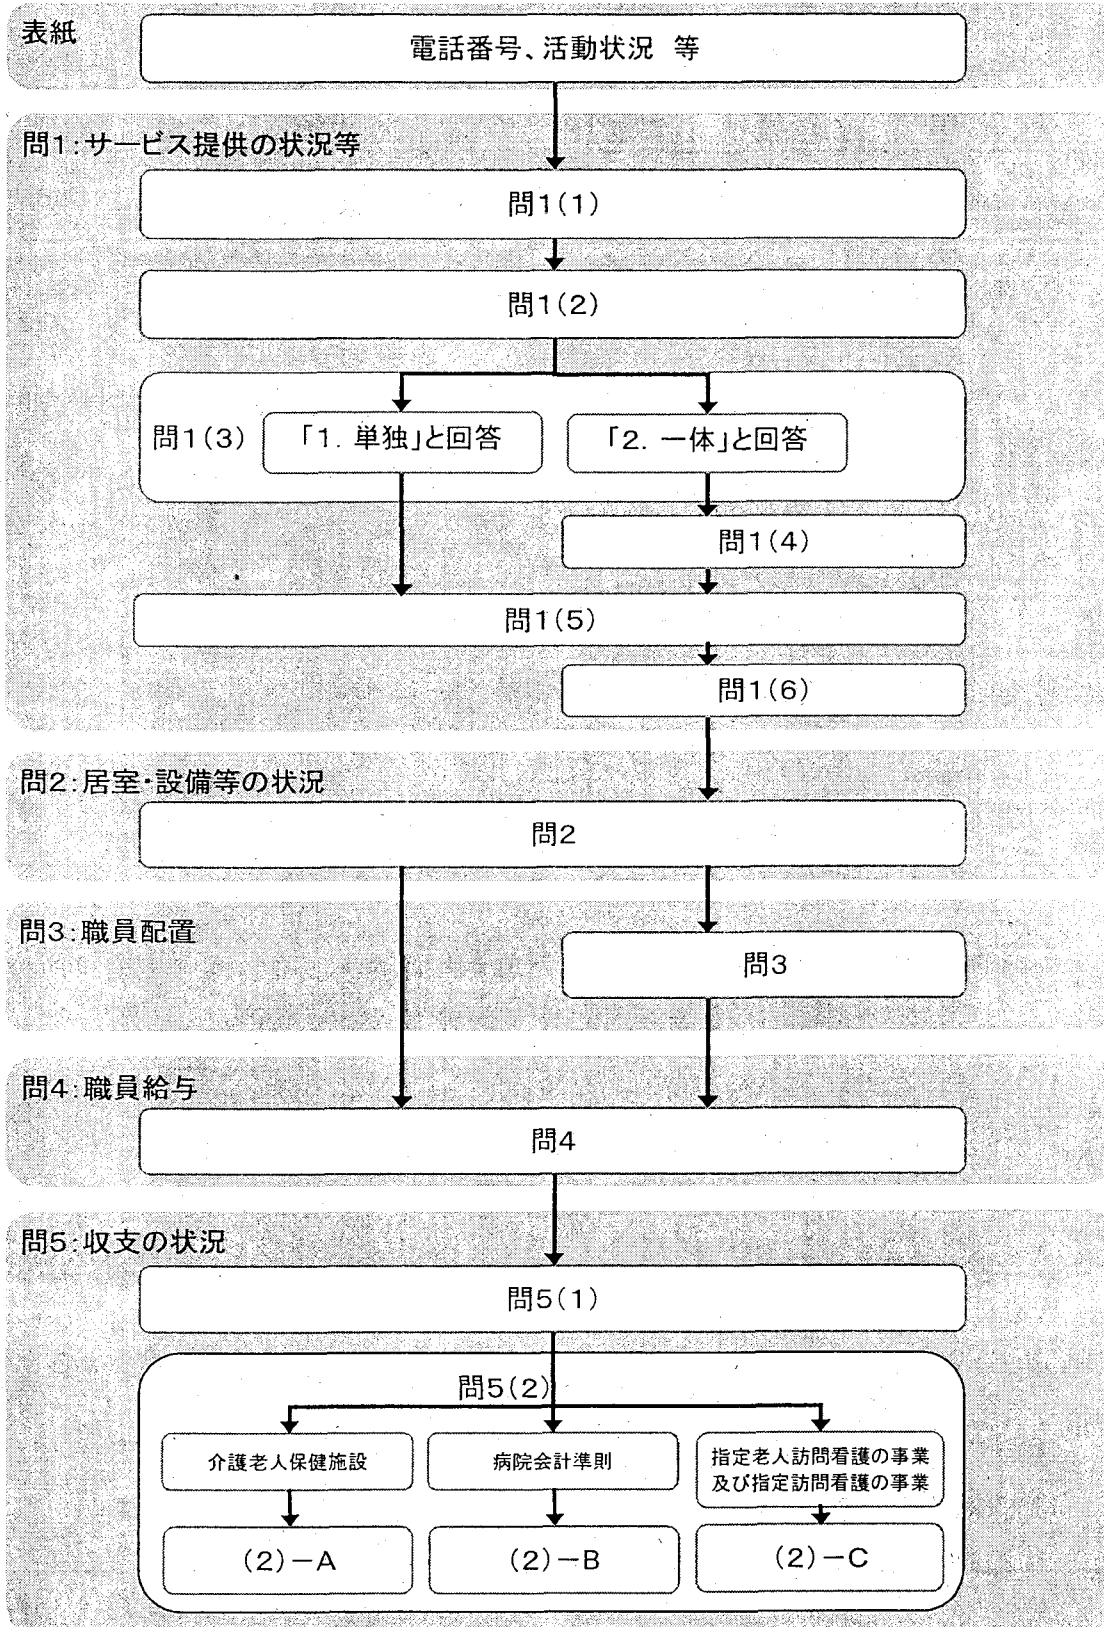 表紙
電話番号、活動状況 等
問1:サービス提供の状況等
問1(1)
問1(2)
問1(3)
「1. 単独」と回答
「2. 一体」と回答
問1(4)
問1(5)
問1(6)
問2:居室・設備等の状況
問2
問3:職員配置
問3
問4:職員給与
問4
問5:収支の状況
問5(1)
問5(2)
介護老人保健施設
病院会計準則
指定老人訪問看護の事業
及び指定訪問看護の事業
(2)-A
(2)-B
(2)-C